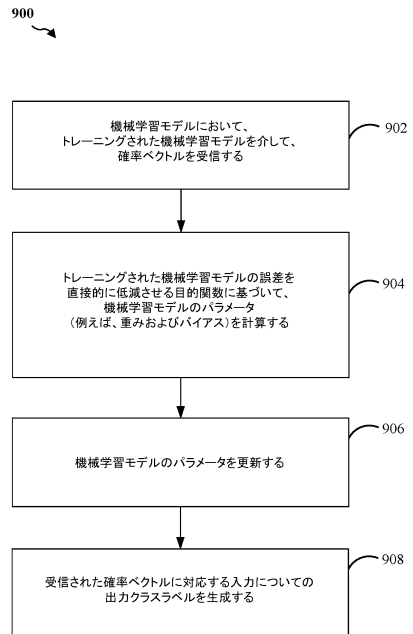 900
機械学習モデルにおいて、
トレーニングされた機械学習モデルを介して、
確率ベクトルを受信する
902
トレーニングされた機械学習モデルの誤差を
直接的に低減させる目的関数に基づいて、
機械学習モデルのパラメータ
(例えば、重みおよびバイアス)を計算する
904
機械学習モデルのパラメータを更新する
906
受信された確率ベクトルに対応する入力についての
出力クラスラベルを生成する
908